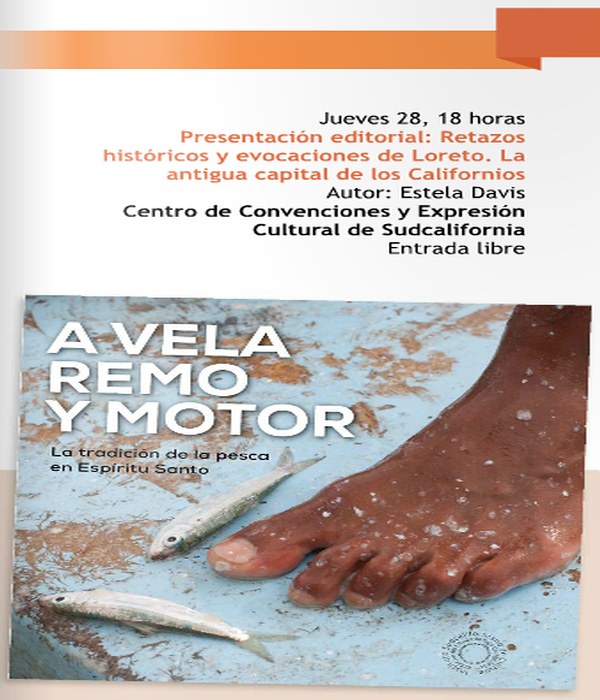 Jueves 28, 18 horas
Presentación editorial: Retazos
históricos y evocaciones de Loreto. La
antigua capital de los Californios
Autor: Estela Davis
Centro de Convenciones y Expresión
Cultural de Sudcalifornia
Entrada libre
A VELA
REMO
Y MOTOR
La tradición de la pesca
en Espíritu Santo